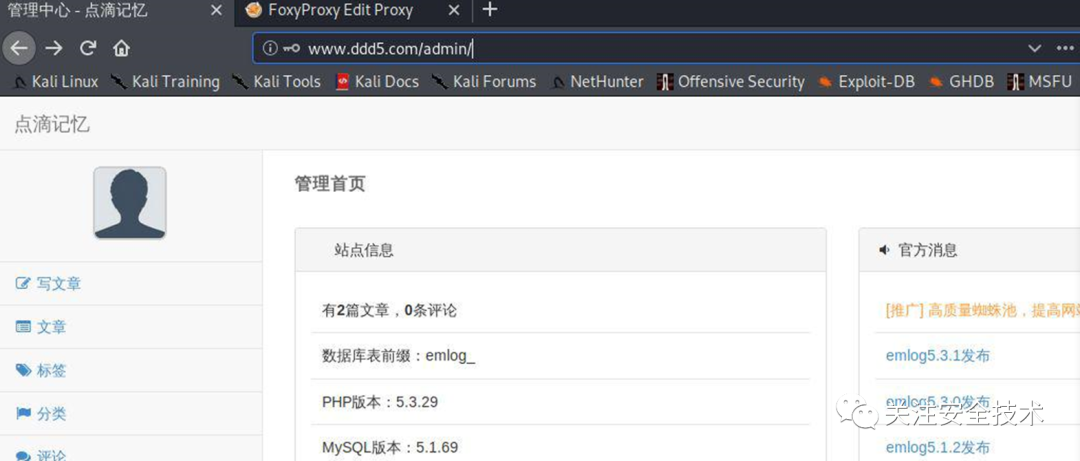 管理中心 - 点滴记忆
FoxyProxy Edit Proxy
www.ddd5.com/admin/
Kali Linux Kali Training Kali Tools Kali Docs Kali Forums NetHunter Offensive Security Exploit-DB GHDB MSFU
点滴记忆
管理首页
写文章
文章
标签
分类
评论
站点信息
有2篇文章，0条评论
数据库表前缀：emlog_
PHP版本：5.3.29
MySQL版本：5.1.69
官方消息
[推广] 高质量蜘蛛池，提高网站
emlog5.3.1发布
emlog5.3.0发布
emlog5.1.2发布
关注安全技术